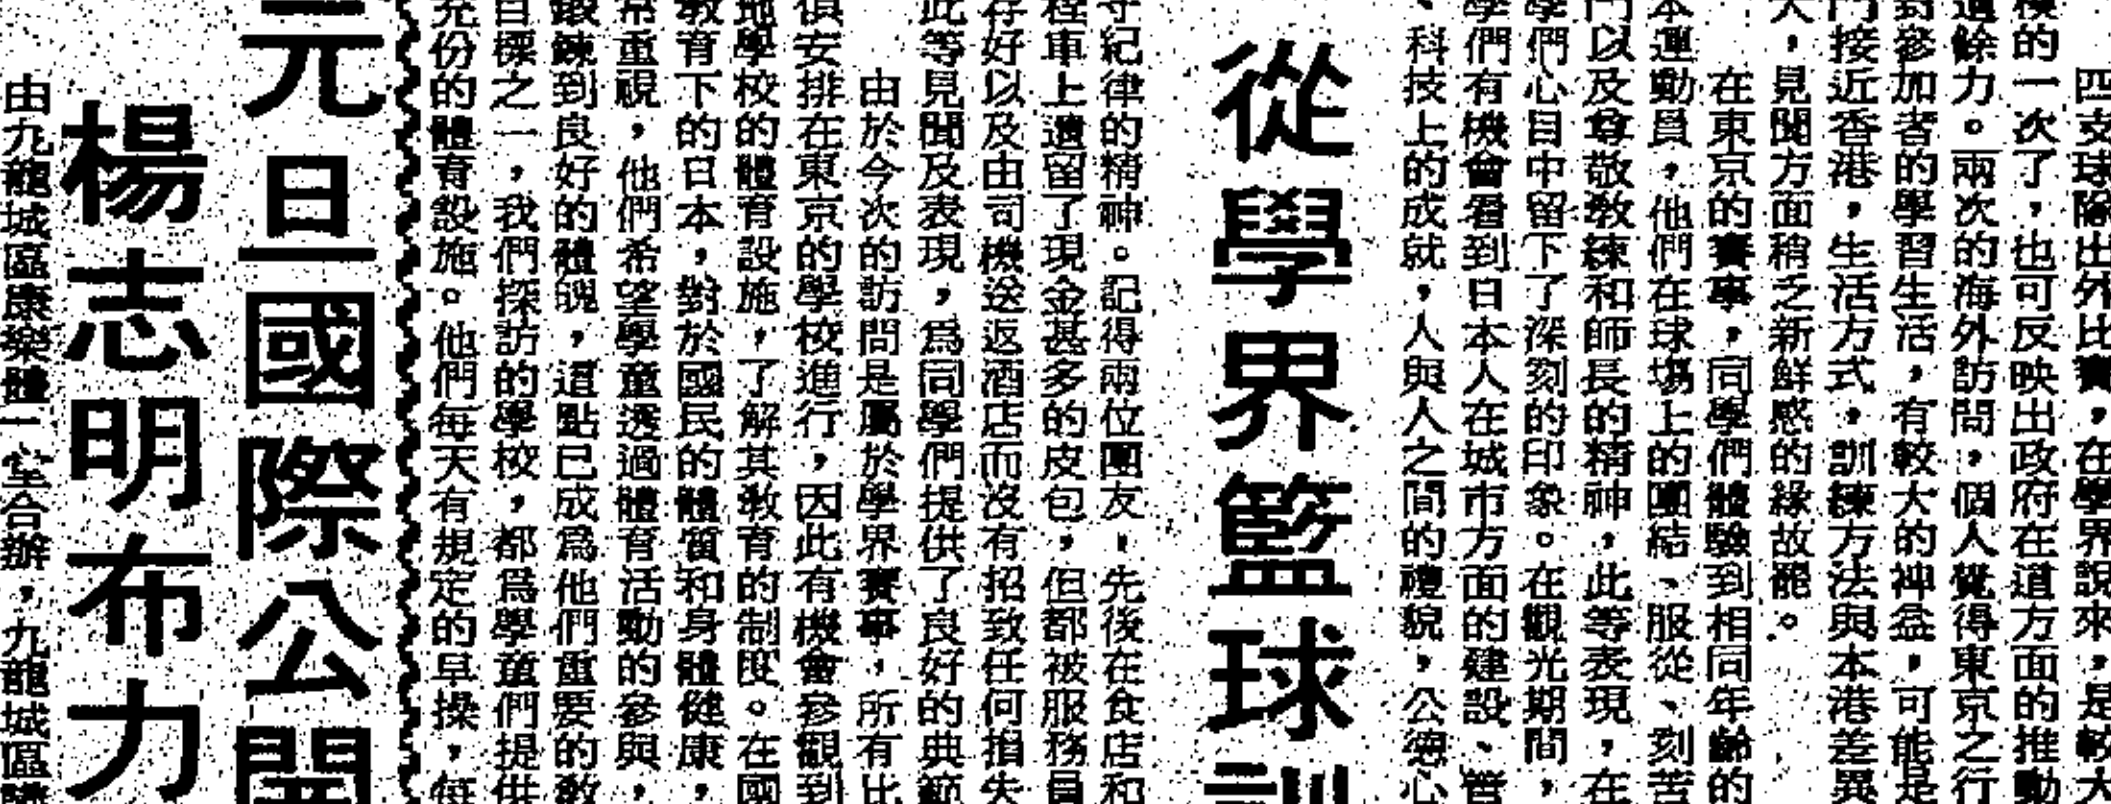 四支球隊出外比賽，在學界說來，是較大
模的一次了，也可反映出政府在這方面的推動
遺餘力。兩次的海外訪問，個人覺得東京之行
對參加者的學習生活，有較大的神益，可能是
門接近香港，生活方式，訓練方法與本港差異
大，見聞方面稍乏新鮮感的緣故罷。
在東京的賽事，同學們體驗到相同年齡的
本運動員，他們在球場上的團結、服從、刻苦
門以及尊敬教練和師長的精神，此等表現，在
學們心目中留下了深刻的印象。在觀光期間，
學們有機會看到日本人在城市方面的建設、管
、科技上的成就，人與人之間的禮貌，公德心
從學界籃球訓
守紀律的精神。記得兩位團友，先後在食店和
程車上遺留了現金甚多的皮包，但都被服務員
存好以及由司機送返酒店而沒有招致任何損失
此等見聞及表現，為同學們提供了良好的典範
由於今次的訪問是屬於學界賽事，所有比
俱安排在東京的學校進行，因此有機會參觀到
地學校的體育設施，了解其教育的制度。在國
教育下的日本，對於國民的體質和身體健康，
常重視，他們希望學童透過體育活動的參與，
鍛鍊到良好的體魄，這點已成為他們重要的教
目標之一，我們探訪的學校，都為學童們提供
充份的體育設施。他們每天有規定的早操，每
元旦國際公開
楊志明布力
由九龍城區康樂體育會合辦，九龍城區